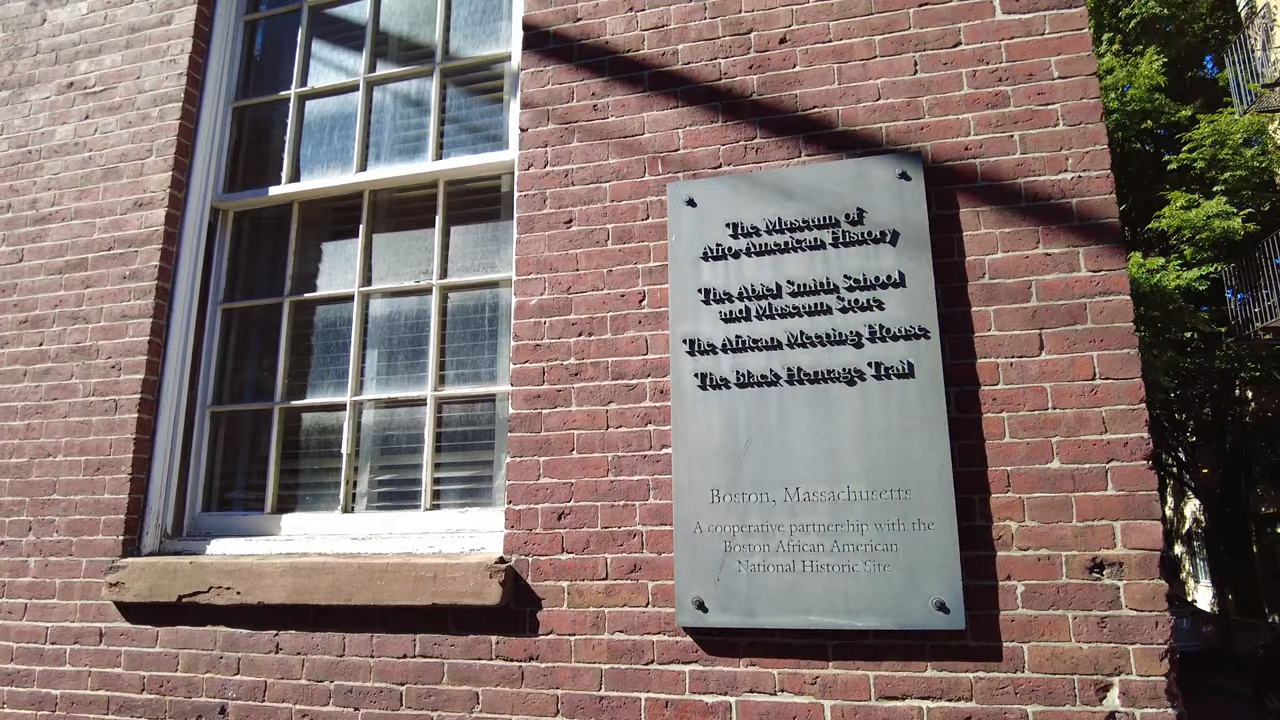 The Museum of
Afro-American History
The Abiel Smith School
and Museum Store
The African Meeting House
The Black Heritage Trail
Boston, Massachusetts
A cooperative partnership with the
Boston African American
National Historic Site